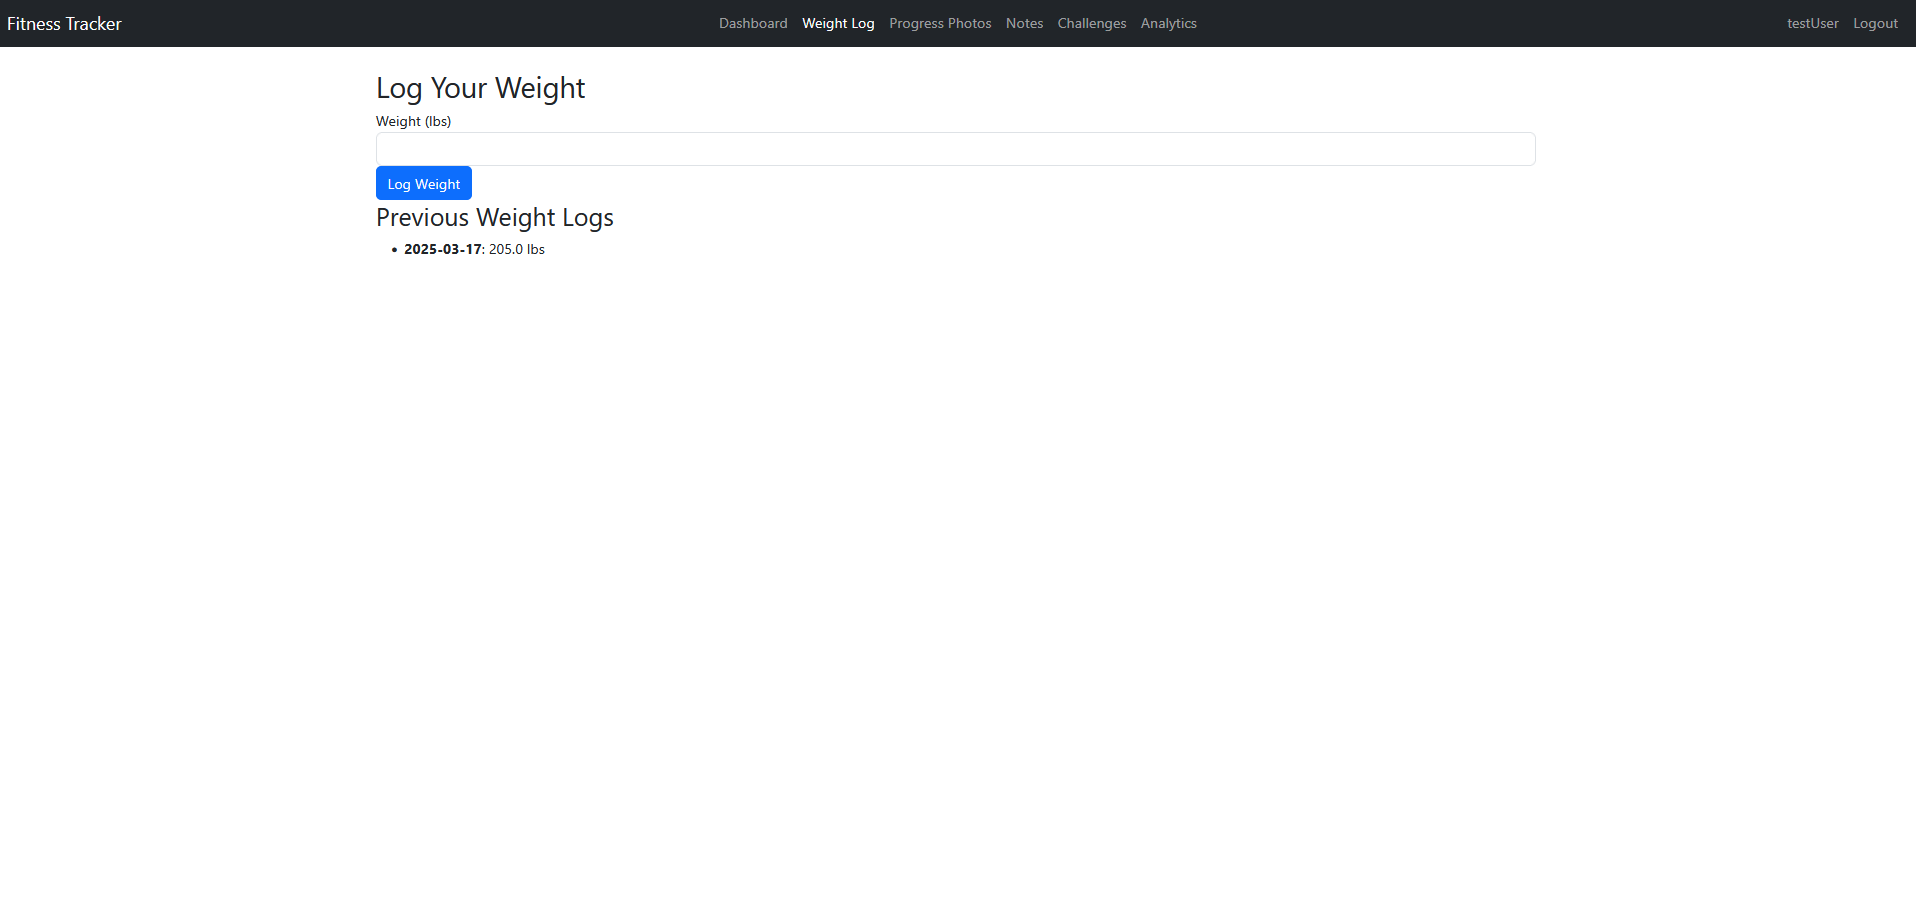 Fitness Tracker Dashboard Weight Log Progress Photos Notes Challenges Analytics testUser Logout
Log Your Weight
Weight (lbs)
Log Weight
Previous Weight Logs
• 2025-03-17: 205.0 lbs